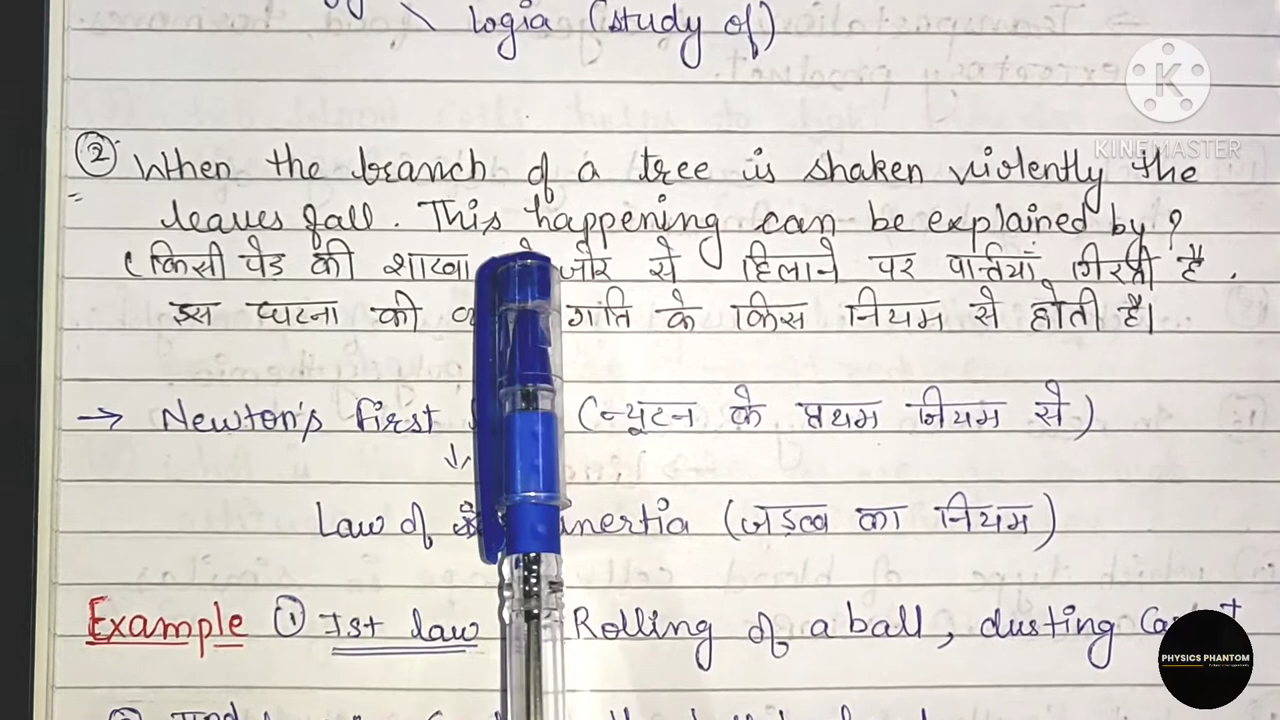 logia (study of)
K
KINEMASTER
② When the branch of a tree is shaken violently the
leaves fall. This happening can be explained by?
(किसी पेड की शाखा जोर से हिलाने पर पत्तियां गिरती है.
इस घटना की गति के किस नियम से होती है।
→ Newton's first (न्यूटन के प्रथम नियम से)
Law of inertia (जडत्व का नियम)
Example ① Ist law Rolling of a ball, dusting
PHYSICS PHANTOM